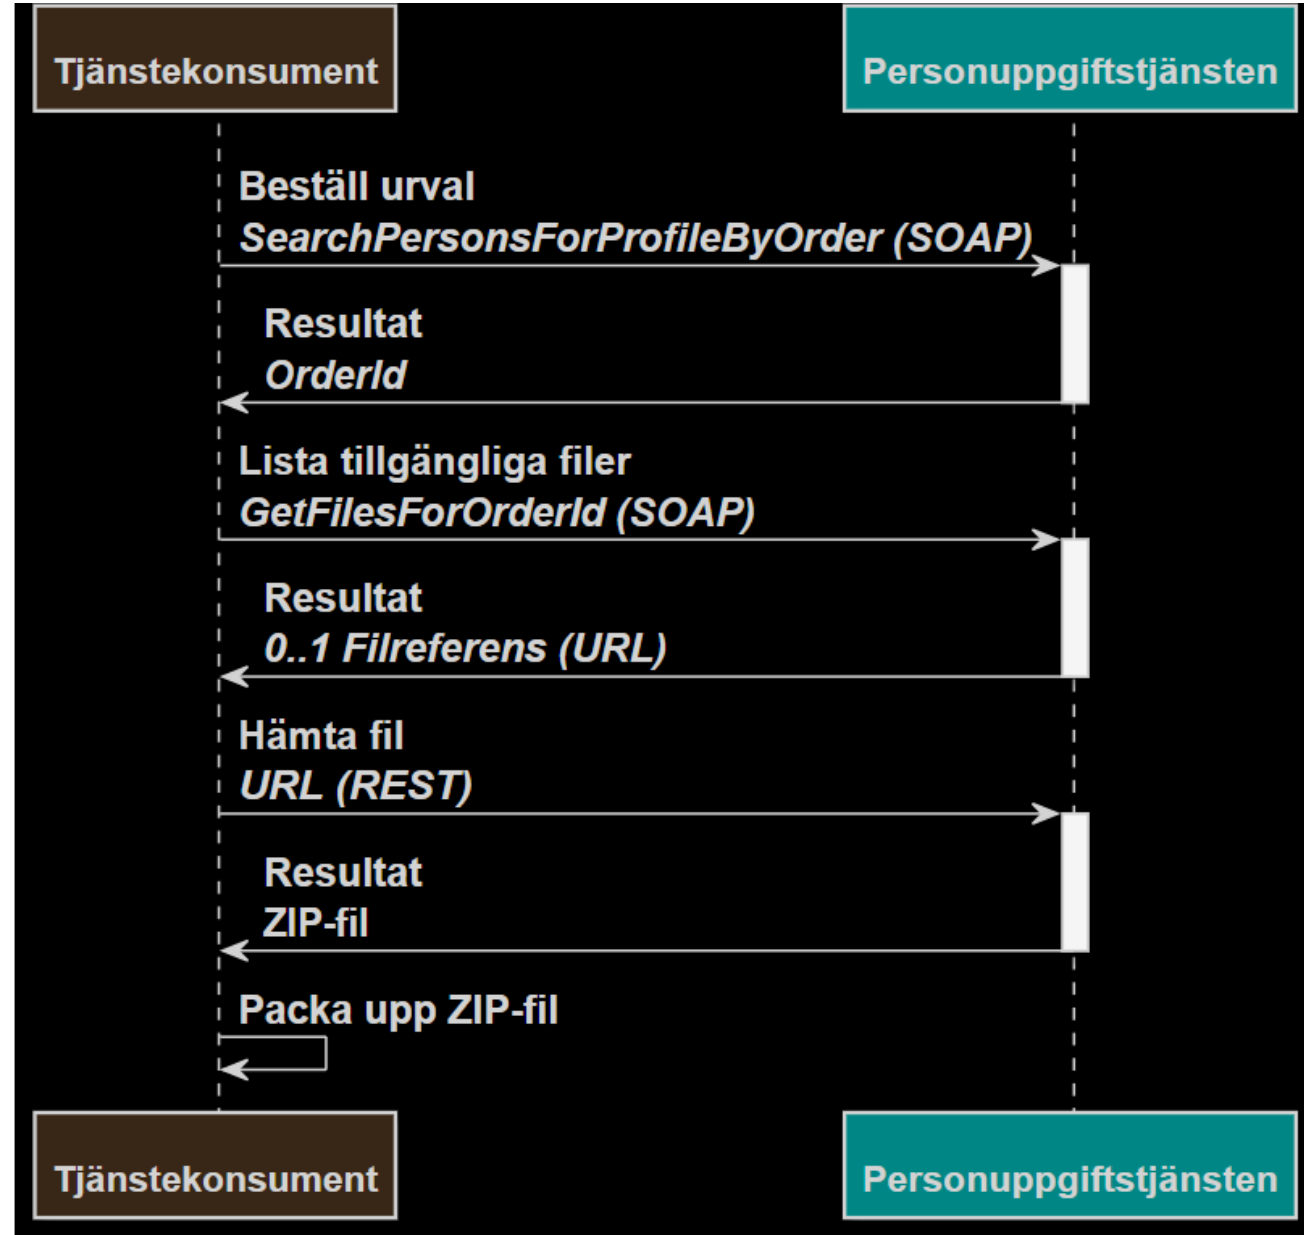 Tjänstekonsument
Personuppgiftstjänsten
Beställ urval
SearchPersonsForProfileByOrder (SOAP)
Resultat
OrderId
Lista tillgängliga filer
GetFilesForOrderId (SOAP)
Resultat
0..1 Filreferens (URL)
Hämta fil
URL (REST)
Resultat
ZIP-fil
Packa upp ZIP-fil
Tjänstekonsument
Personuppgiftstjänsten